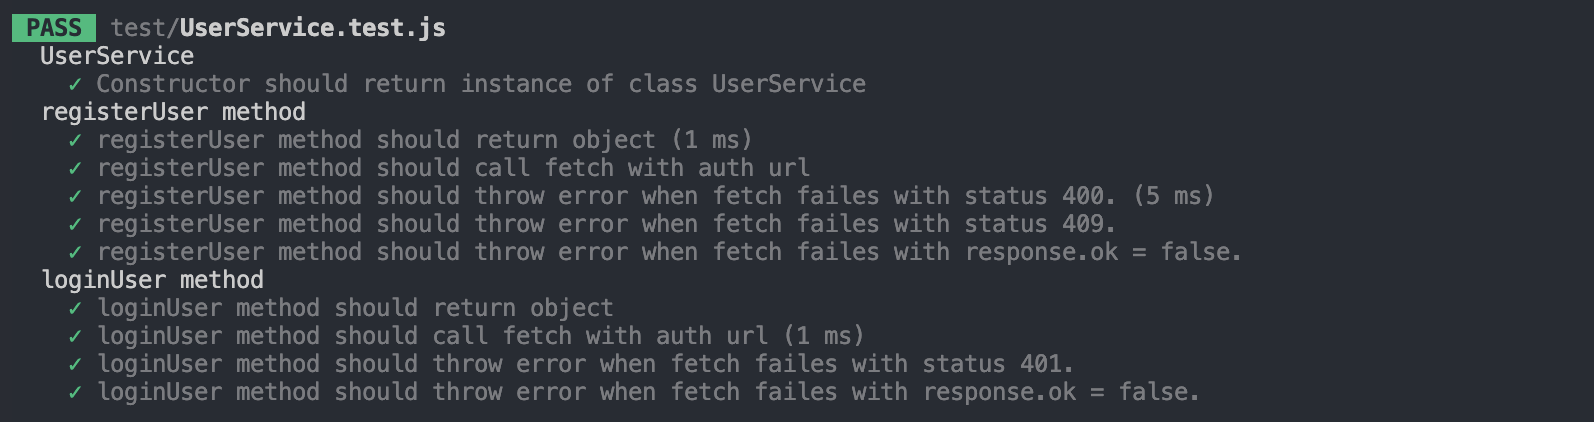 PASS test/UserService.test.js
UserService
✓ Constructor should return instance of class UserService
registerUser method
✓ registerUser method should return object (1 ms)
✓ registerUser method should call fetch with auth url
✓ registerUser method should throw error when fetch failes with status 400. (5 ms)
✓ registerUser method should throw error when fetch failes with status 409.
✓ registerUser method should throw error when fetch failes with response.ok = false.
loginUser method
✓ loginUser method should return object
✓ loginUser method should call fetch with auth url (1 ms)
✓ loginUser method should throw error when fetch failes with status 401.
✓ loginUser method should throw error when fetch failes with response.ok = false.